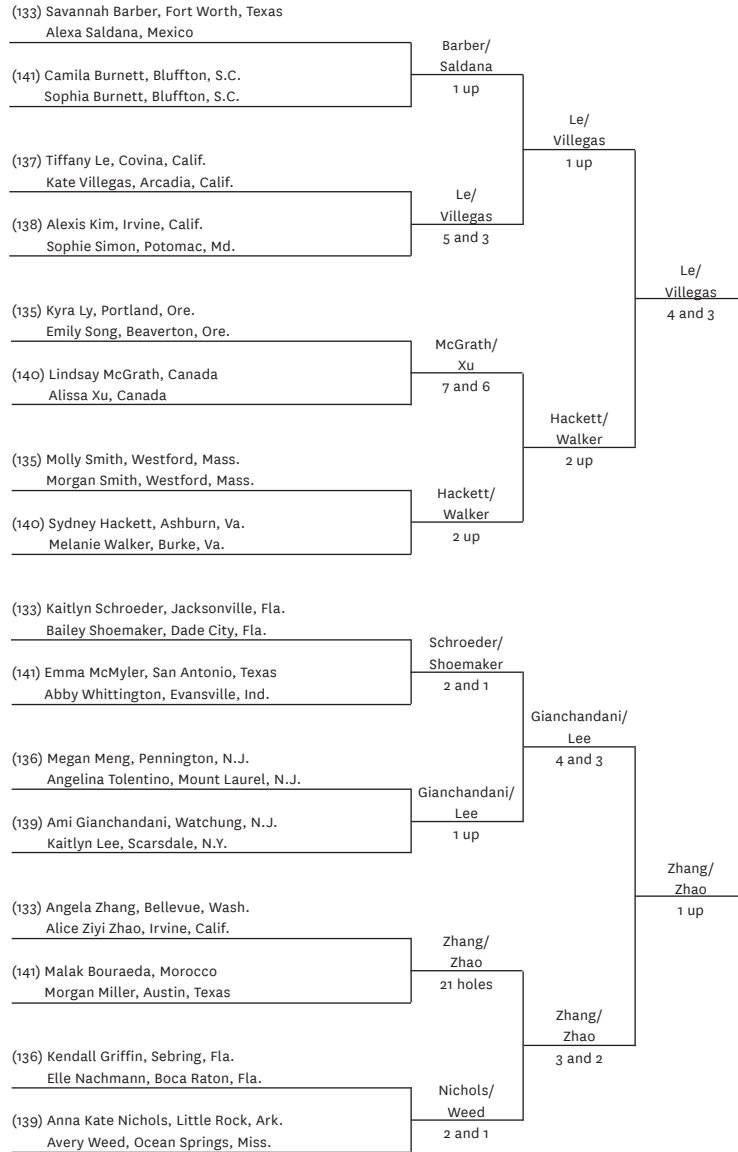 (133) Savannah Barber, Fort Worth, Texas
Alexa Saldana, Mexico
(141) Camila Burnett, Bluffton, S.C.
Sophia Burnett, Bluffton, S.C.
(137) Tiffany Le, Covina, Calif.
Kate Villegas, Arcadia, Calif.
(138) Alexis Kim, Irvine, Calif.
Sophie Simon, Potomac, Md.
(135) Kyra Ly, Portland, Ore.
Emily Song, Beaverton, Ore.
(140) Lindsay McGrath, Canada
Alissa Xu, Canada
(135) Molly Smith, Westford, Mass.
Morgan Smith, Westford, Mass.
(140) Sydney Hackett, Ashburn, Va.
Melanie Walker, Burke, Va.
(133) Kaitlyn Schroeder, Jacksonville, Fla.
Bailey Shoemaker, Dade City, Fla.
(141) Emma McMyler, San Antonio, Texas
Abby Whittington, Evansville, Ind.
(136) Megan Meng, Pennington, N.J.
Angelina Tolentino, Mount Laurel, N.J.
(139) Ami Gianchandani, Watchung, N.J.
Kaitlyn Lee, Scarsdale, N.Y.
(133) Angela Zhang, Bellevue, Wash.
Alice Ziyi Zhao, Irvine, Calif.
(141) Malak Bouraeda, Morocco
Morgan Miller, Austin, Texas
(136) Kendall Griffin, Sebring, Fla.
Elle Nachmann, Boca Raton, Fla.
(139) Anna Kate Nichols, Little Rock, Ark.
Avery Weed, Ocean Springs, Miss.
Barber/
Saldana
1 up
Le/
Villegas
5 and 3
McGrath/
Xu
7 and 6
Hackett/
Walker
2 up
Schroeder/
Shoemaker
2 and 1
Gianchandani/
Lee
1 up
Zhang/
Zhao
21 holes
Nichols/
Weed
2 and 1
Le/
Villegas
1 up
Hackett/
Walker
2 up
Gianchandani/
Lee
4 and 3
Zhang/
Zhao
3 and 2
Le/
Villegas
4 and 3
Zhang/
Zhao
1 up